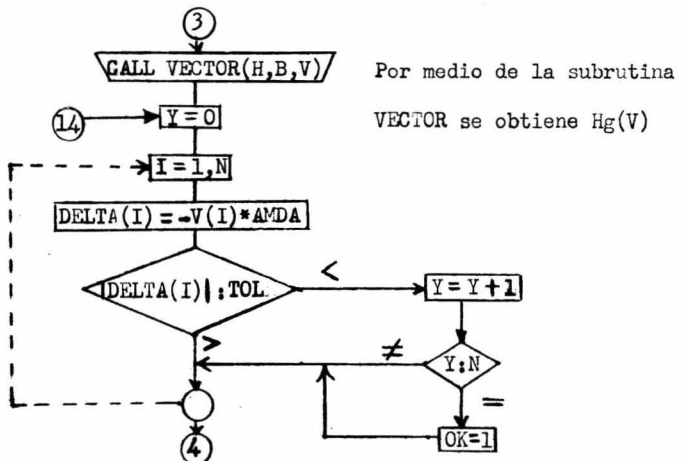 3
CALL VECTOR(H,B,V)
Por medio de la subrutina
VECTOR se obtiene Hg(V)
14
Y = 0
I = 1,N
DELTA(I) = -V(I)*AMDA
|DELTA(I)|:TOL
<
Y = Y + 1
>
≠
Y:N
=
OK=1
4